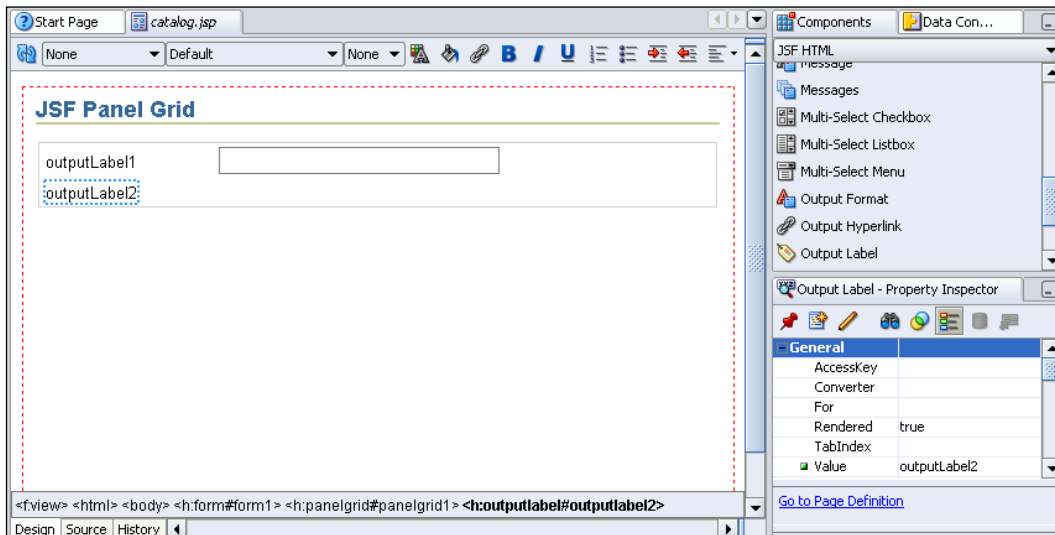 Start Page
catalog.jsp
None
Default
None
B I U
JSF Panel Grid
outputLabel1
outputLabel2
<f:view> <html> <body> <h:form#form1> <h:panelgrid#panelgrid1> <h:outputlabel#outputlabel2>
Design Source History
Components
Data Con...
JSF HTML
Message
Messages
Multi-Select Checkbox
Multi-Select Listbox
Multi-Select Menu
Output Format
Output Hyperlink
Output Label
Output Label - Property Inspector
General
AccessKey
Converter
For
Rendered true
TabIndex
Value outputLabel2
Go to Page Definition